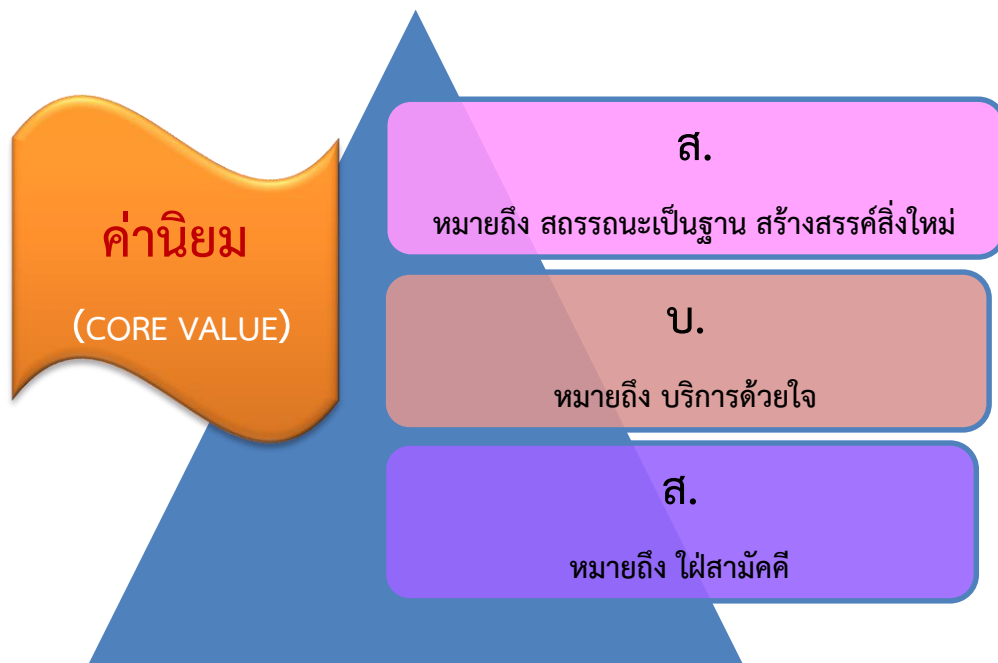 ค่านิยม
(CORE VALUE)
ส.
หมายถึง สถรรถนะเป็นฐาน สร้างสรรค์สิ่งใหม่
บ.
หมายถึง บริการด้วยใจ
ส.
หมายถึง ใฝ่สามัคคี